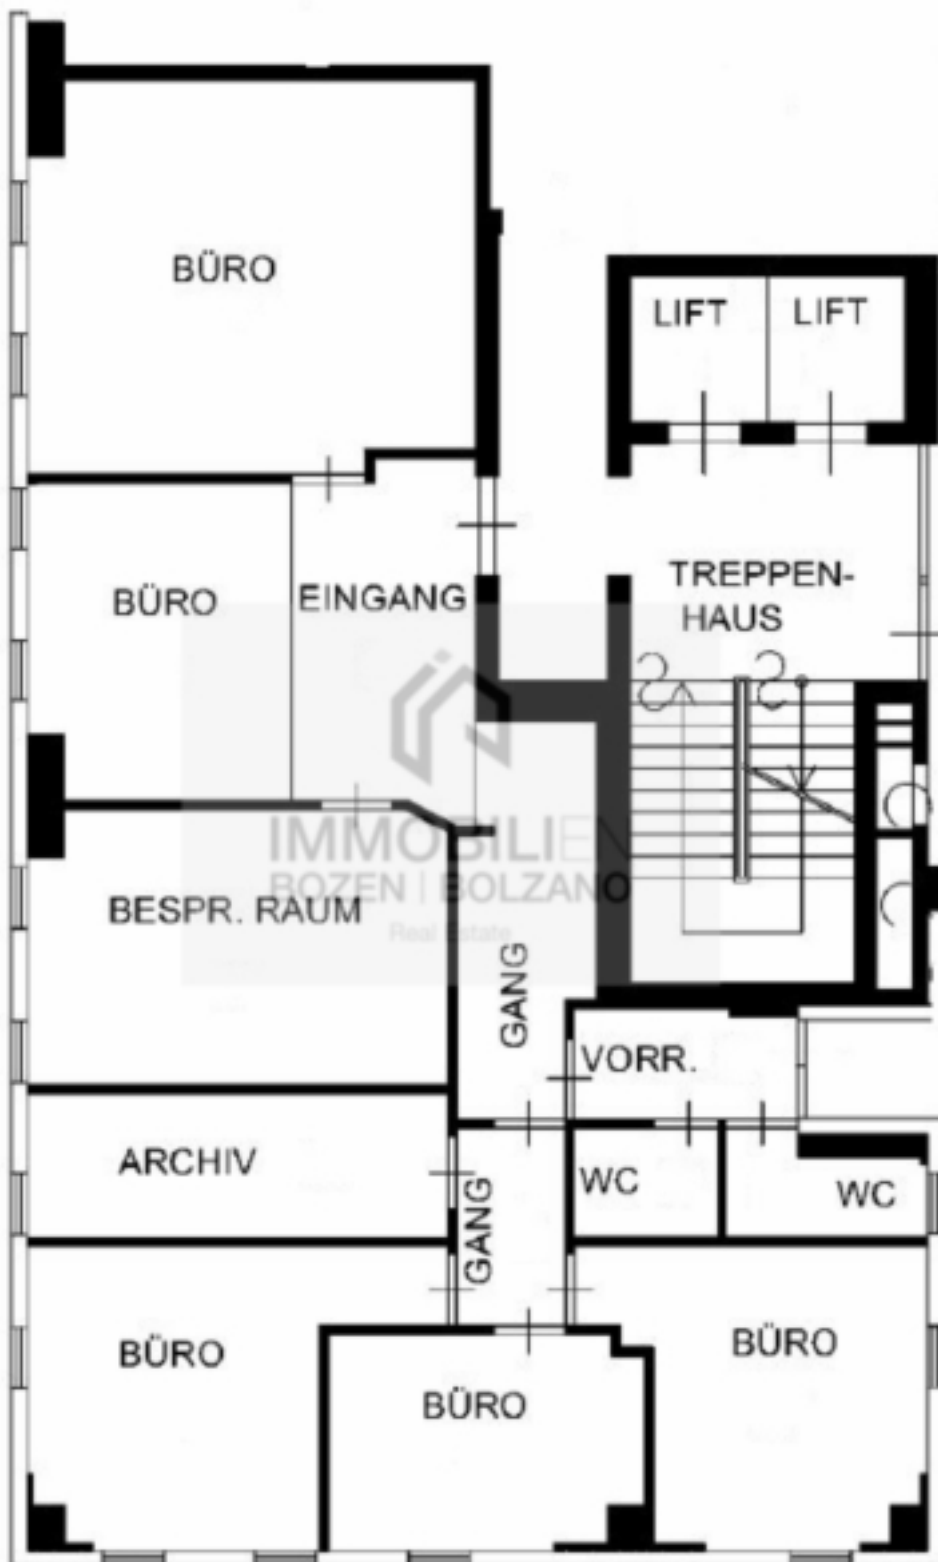 BÜRO
LIFT
LIFT
BÜRO
EINGANG
TREPPEN-
HAUS
IMMOBILIEN
BOZEN | BOLZANO
Real Estate
BESPR. RAUM
GANG
VORR.
ARCHIV
GANG
WC
WC
BÜRO
BÜRO
BÜRO